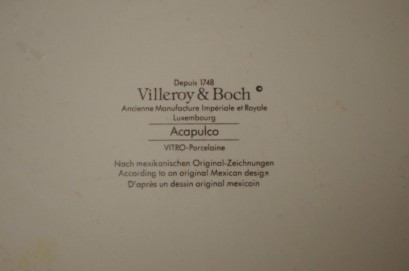 Depuis 1748
Villeroy & Boch ©
Ancienne Manufacture Impériale et Royale
Luxembourg
Acapulco
VITRO-Porcelaine
Nach mexikanischen Original-Zeichnungen
According to an original Mexican design
D'après un dessin original mexicain